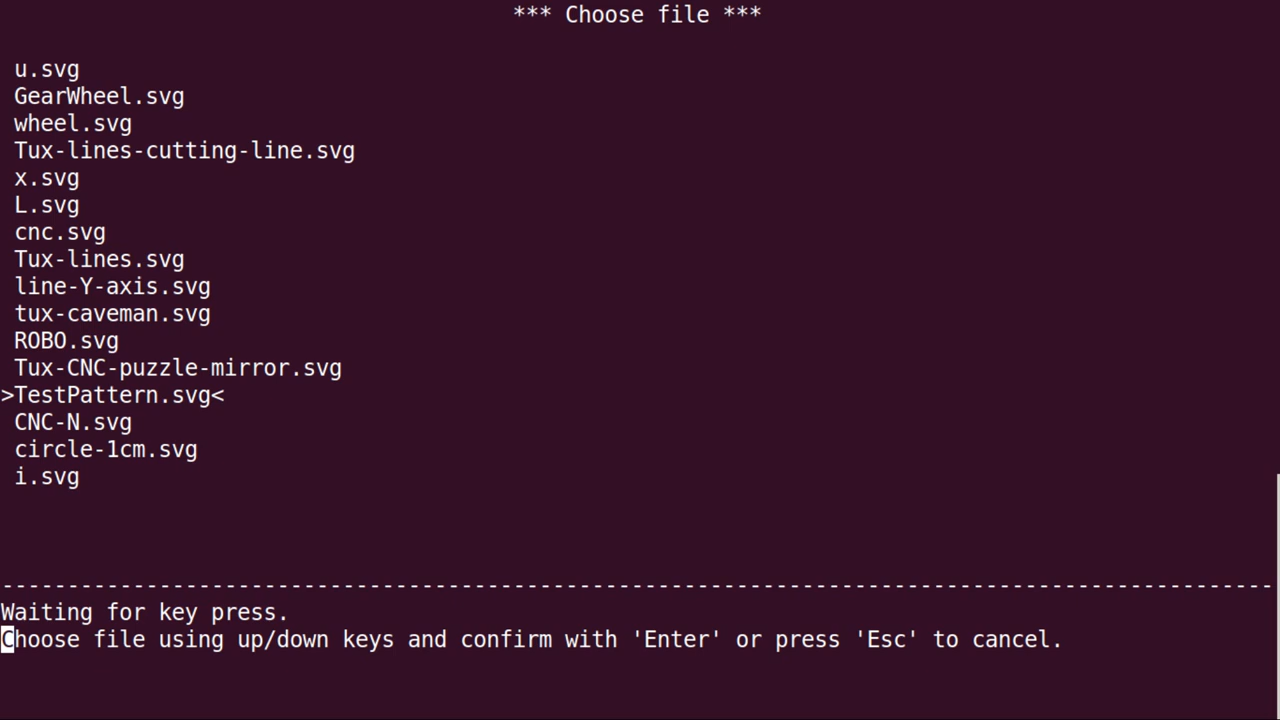 *** Choose file ***
u.svg
GearWheel.svg
wheel.svg
Tux-lines-cutting-line.svg
x.svg
L.svg
cnc.svg
Tux-lines.svg
line-Y-axis.svg
tux-caveman.svg
ROBO.svg
Tux-CNC-puzzle-mirror.svg
>TestPattern.svg<
CNC-N.svg
circle-1cm.svg
i.svg
-------------------------------------------------------------------------------------------------
Waiting for key press.
Choose file using up/down keys and confirm with 'Enter' or press 'Esc' to cancel.